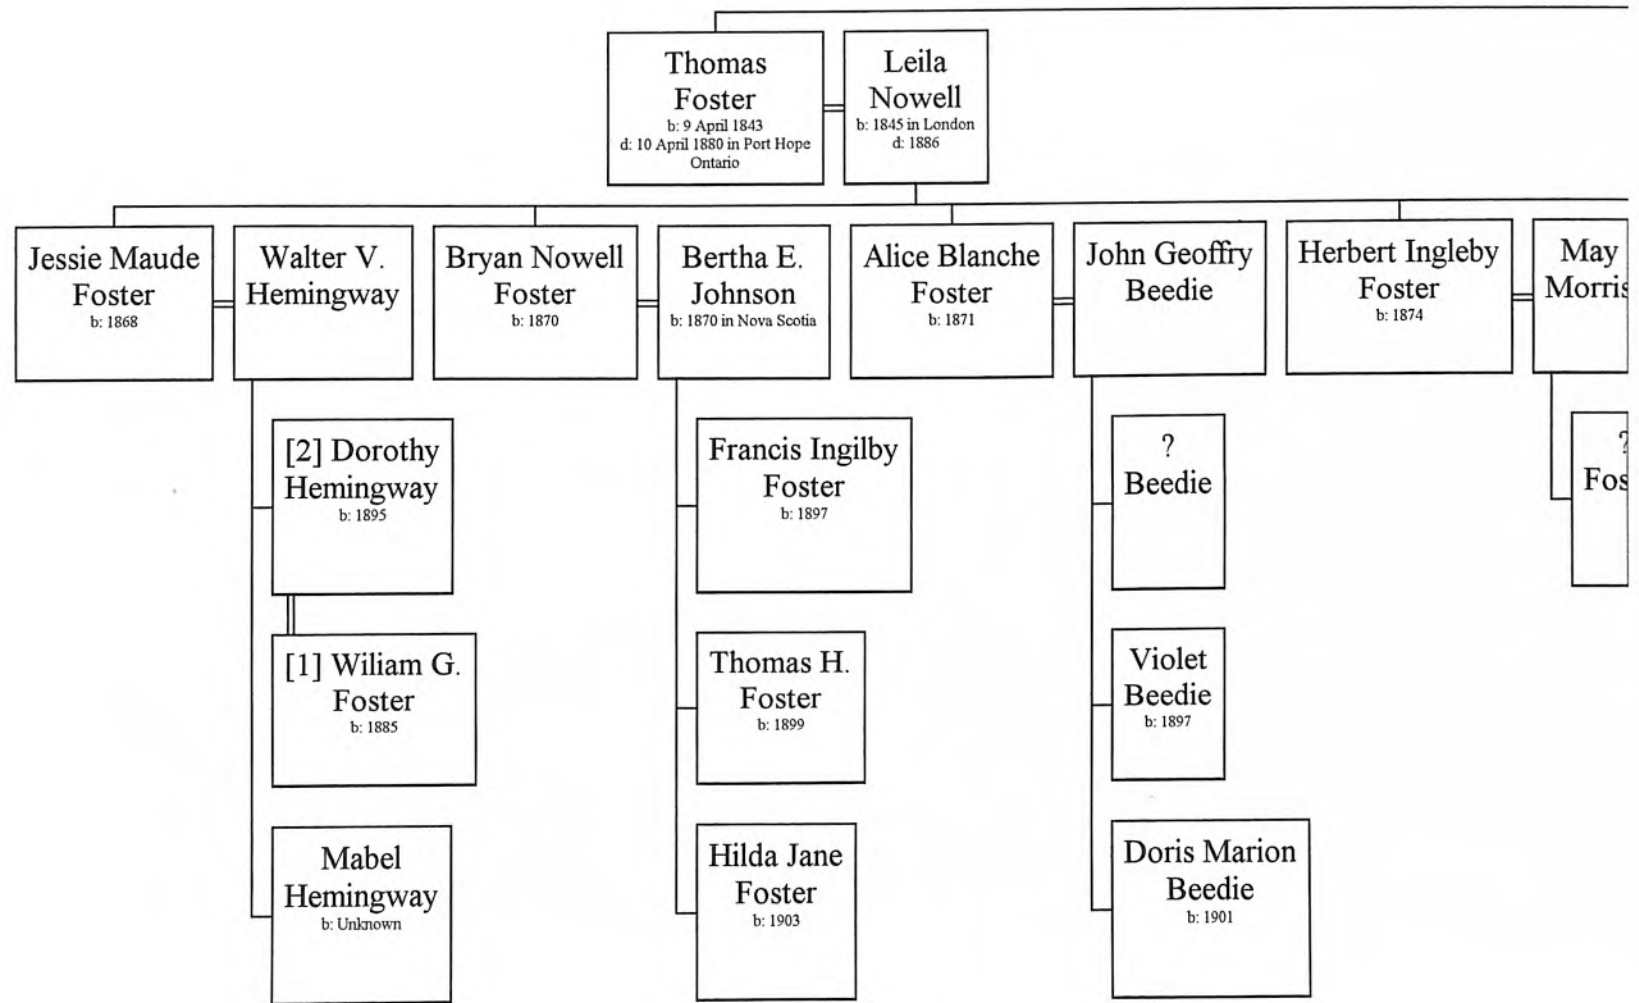 Thomas
Foster
b: 9 April 1843
d: 10 April 1880 in Port Hope
Ontario
Leila
Nowell
b: 1845 in London
d: 1886
Jessie Maude
Foster
b: 1868
Walter V.
Hemingway
Bryan Nowell
Foster
b: 1870
Bertha E.
Johnson
b: 1870 in Nova Scotia
Alice Blanche
Foster
b: 1871
John Geoffry
Beedie
Herbert Ingleby
Foster
b: 1874
May
Morris
[2] Dorothy
Hemingway
b: 1895
[1] Wiliam G.
Foster
b: 1885
Mabel
Hemingway
b: Unknown
Francis Ingilby
Foster
b: 1897
Thomas H.
Foster
b: 1899
Hilda Jane
Foster
b: 1903
?
Beedie
Violet
Beedie
b: 1897
Doris Marion
Beedie
b: 1901
?
Fos